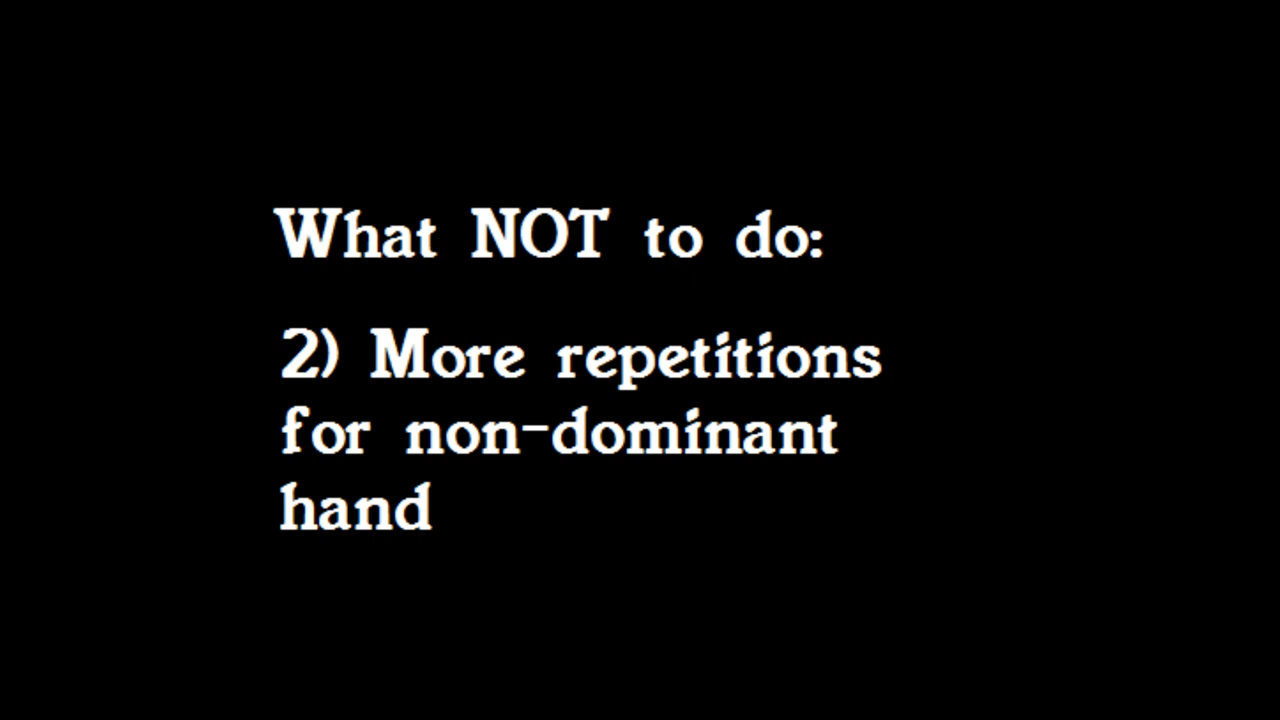 What NOT to do:
2) More repetitions
for non-dominant
hand